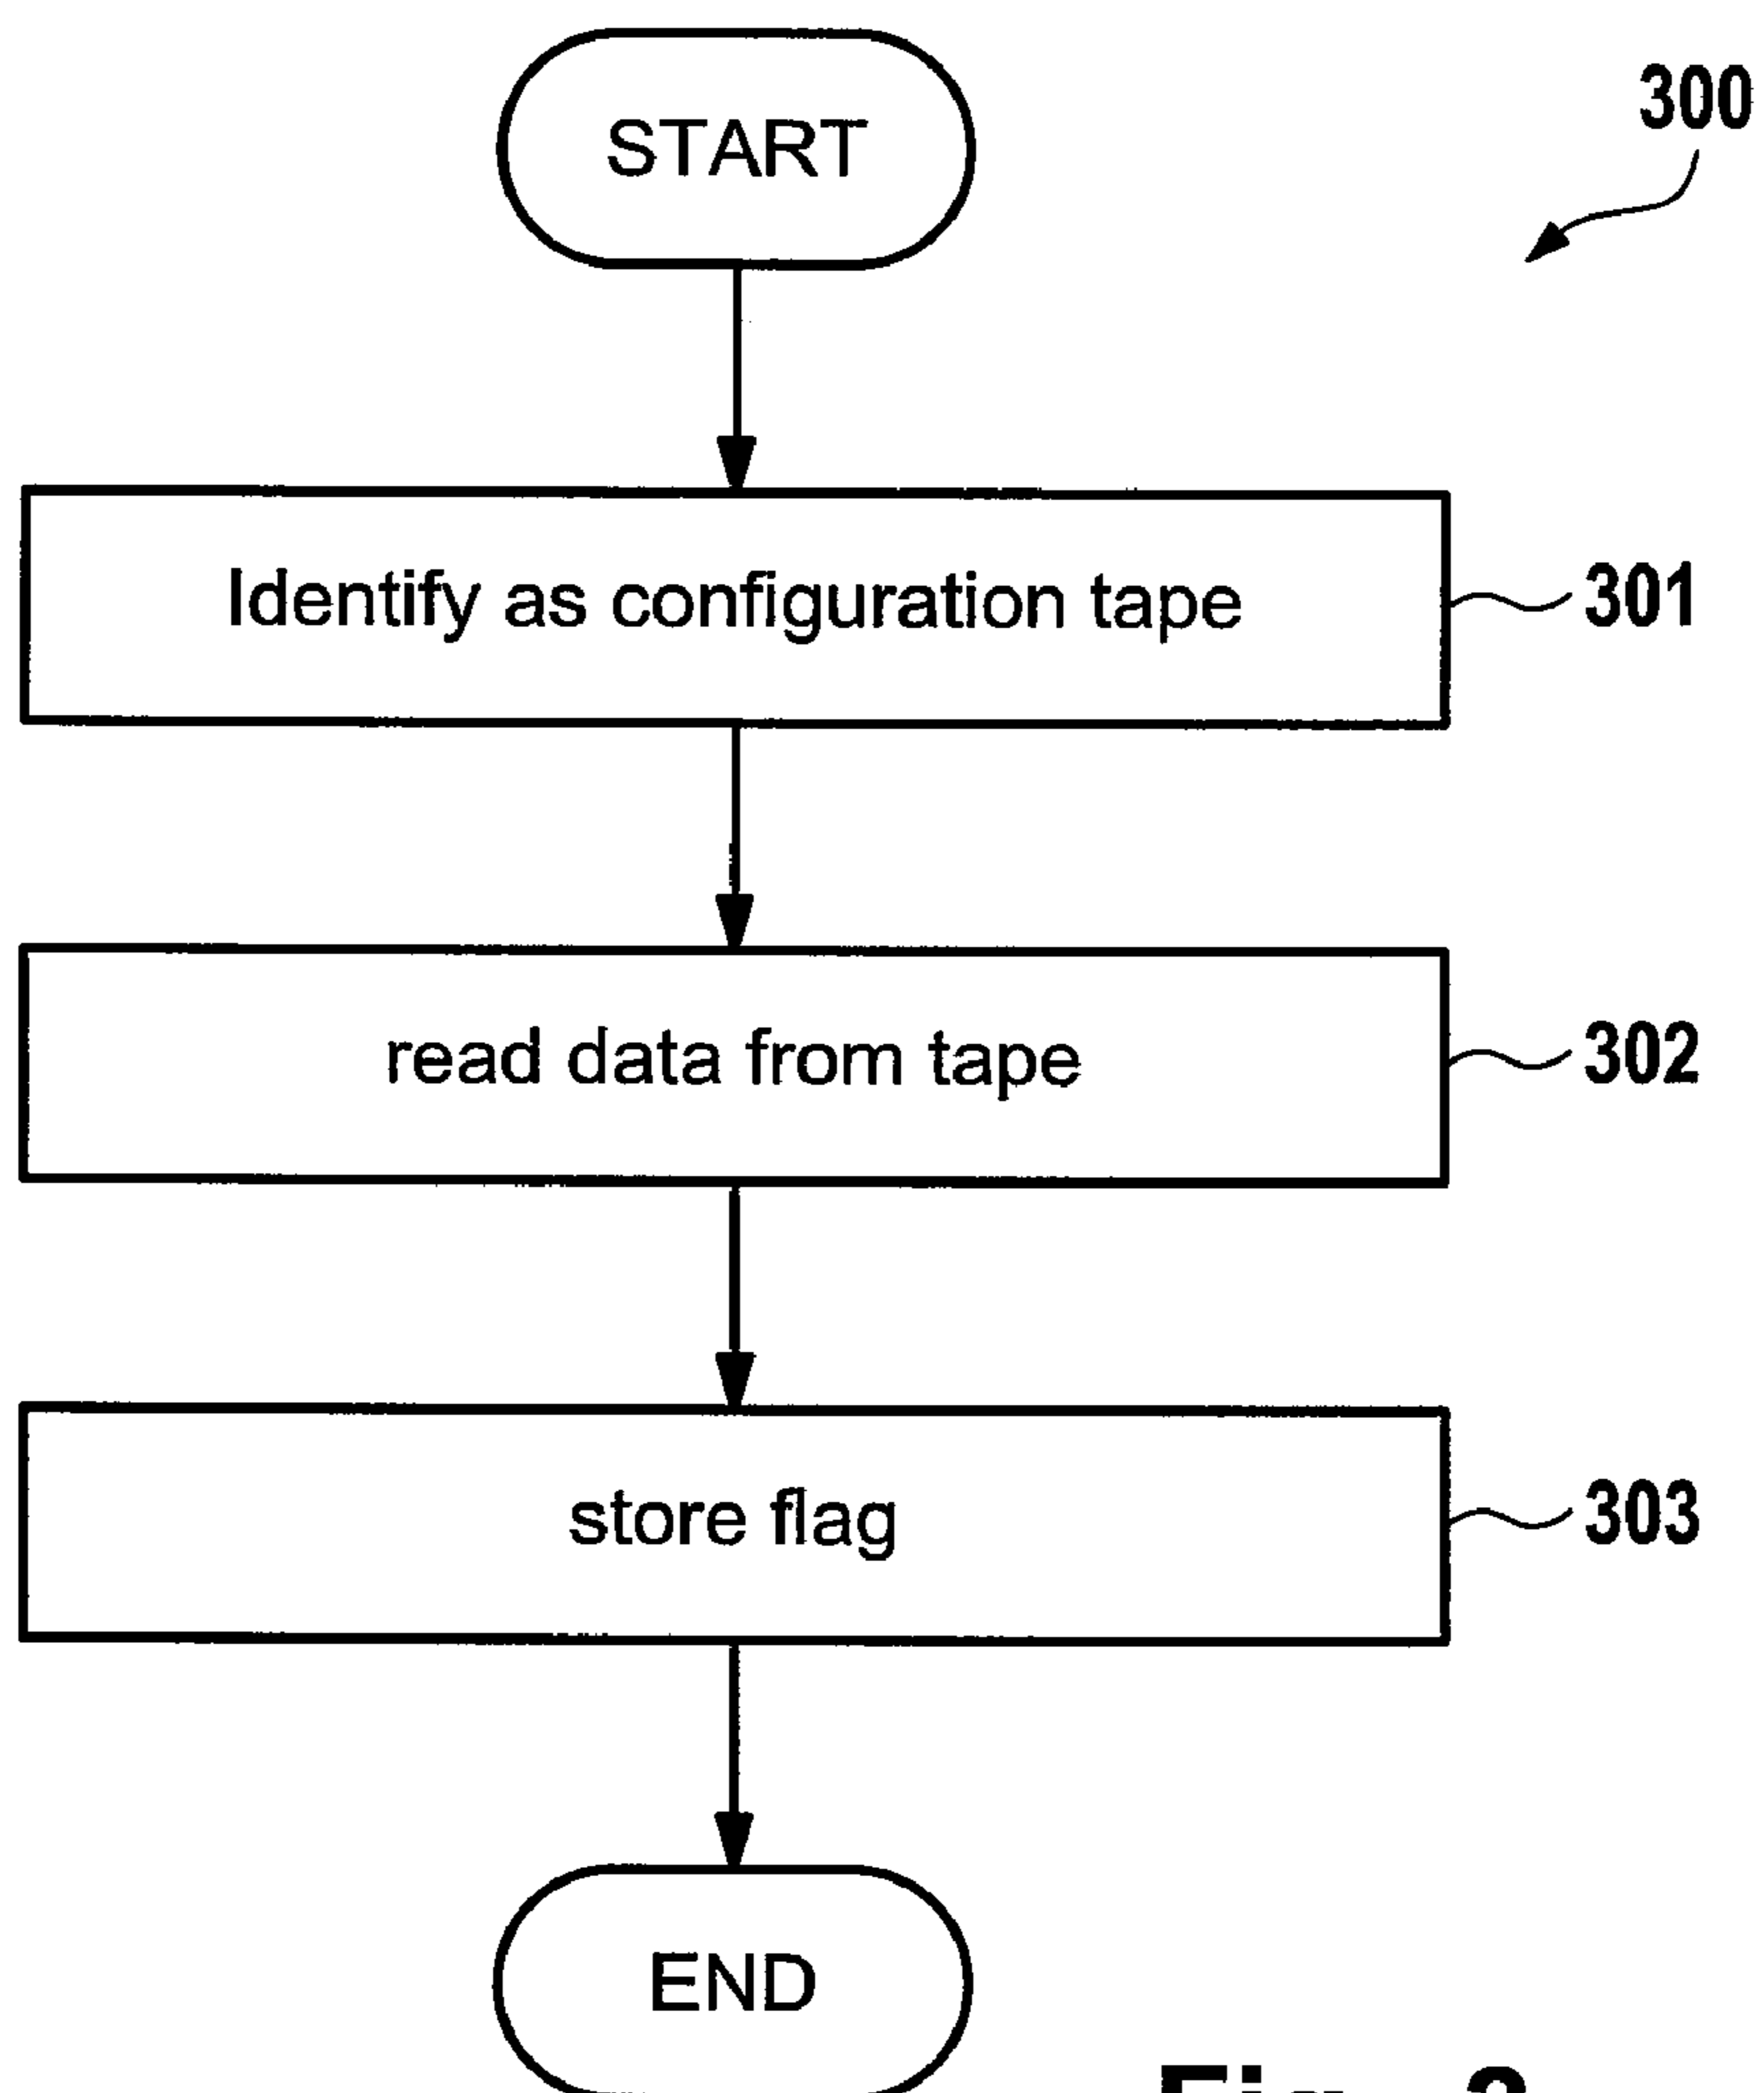 START
300
Identify as configuration tape
301
read data from tape
302
store flag
303
END